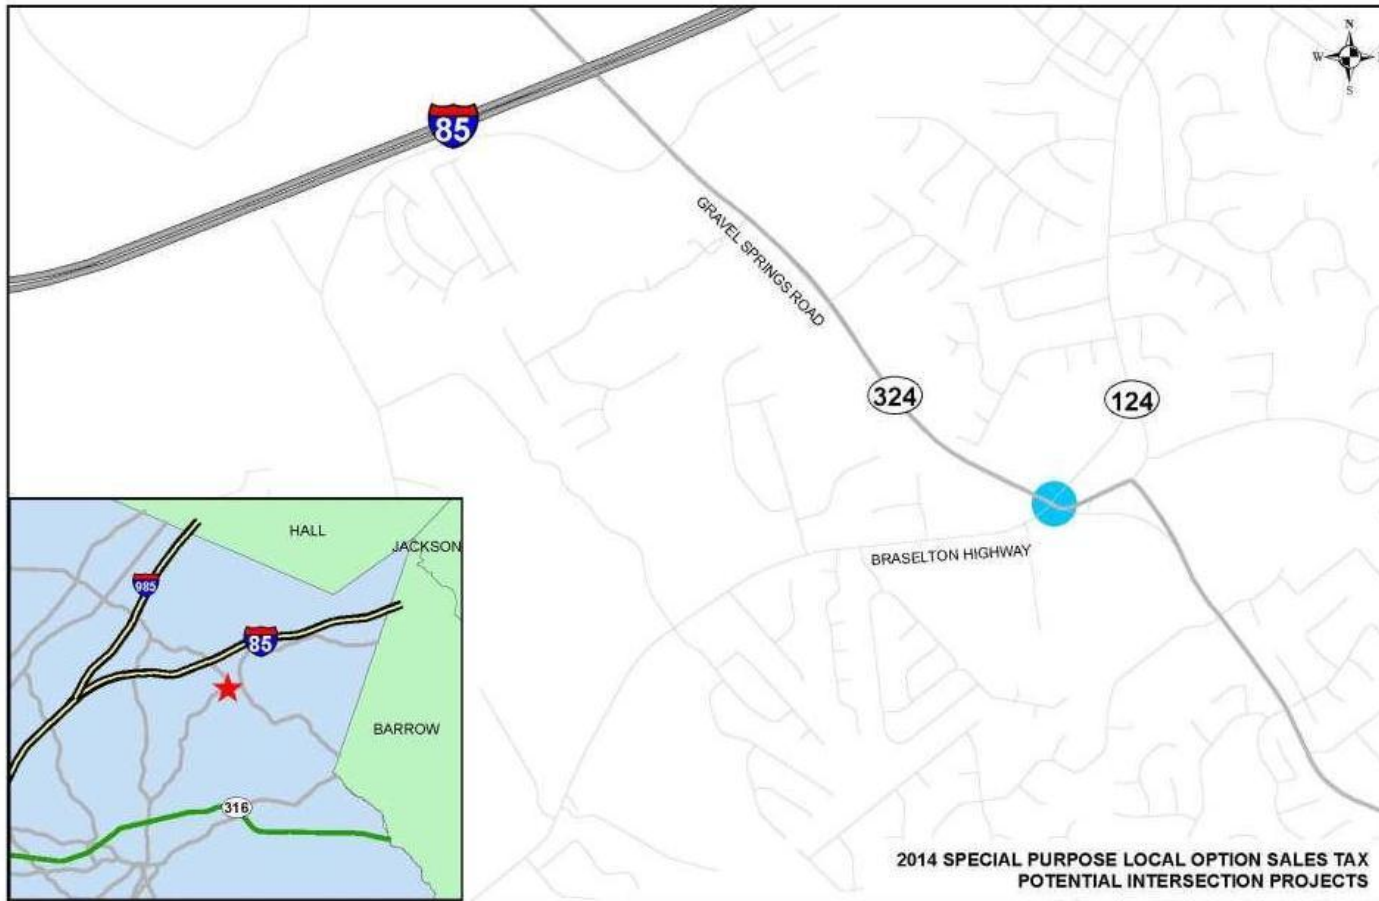 N
W
S
85
GRAVEL SPRINGS ROAD
324
124
BRASELTON HIGHWAY
HALL
JACKSON
985
85
BARROW
316
2014 SPECIAL PURPOSE LOCAL OPTION SALES TAX
POTENTIAL INTERSECTION PROJECTS